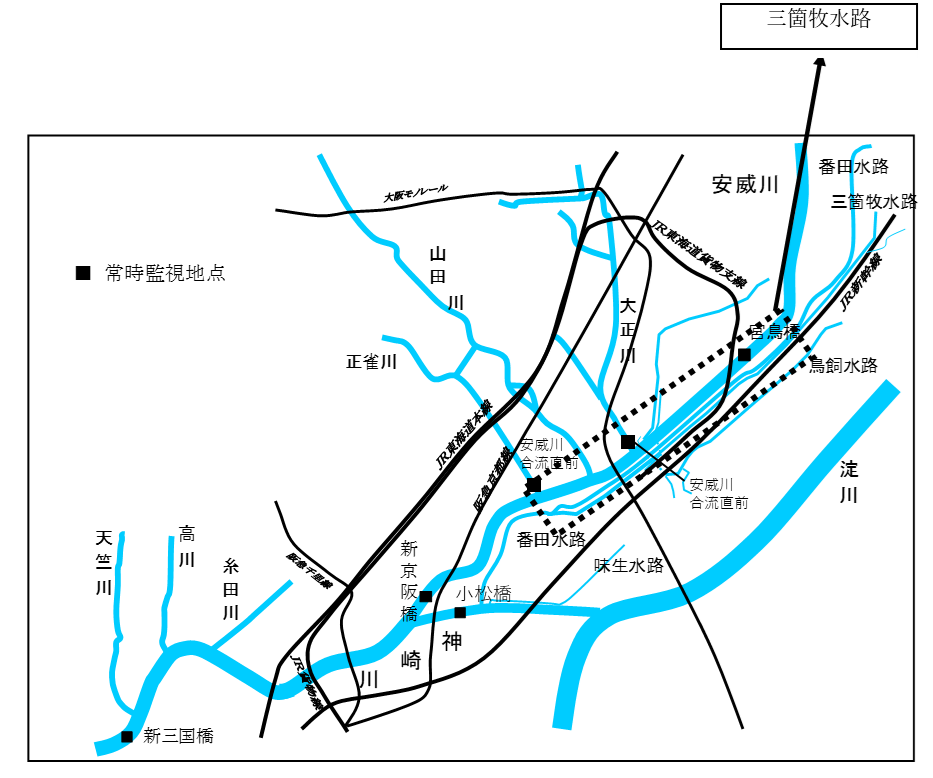 三箇牧水路
番田水路
安威川
三箇牧水路
大阪モノレール
JR東海道貨物支線
山田川
JR新幹線
■ 常時監視地点
大正川
宮鳥橋
正雀川
鳥飼水路
JR東海道本線
安威川
合流直前
阪急京都線
淀川
安威川
合流直前
天竺川
高川
番田水路
新京阪橋
阪急千里線
糸田川
味生水路
小松橋
神崎川
JR貨物線
新三国橋